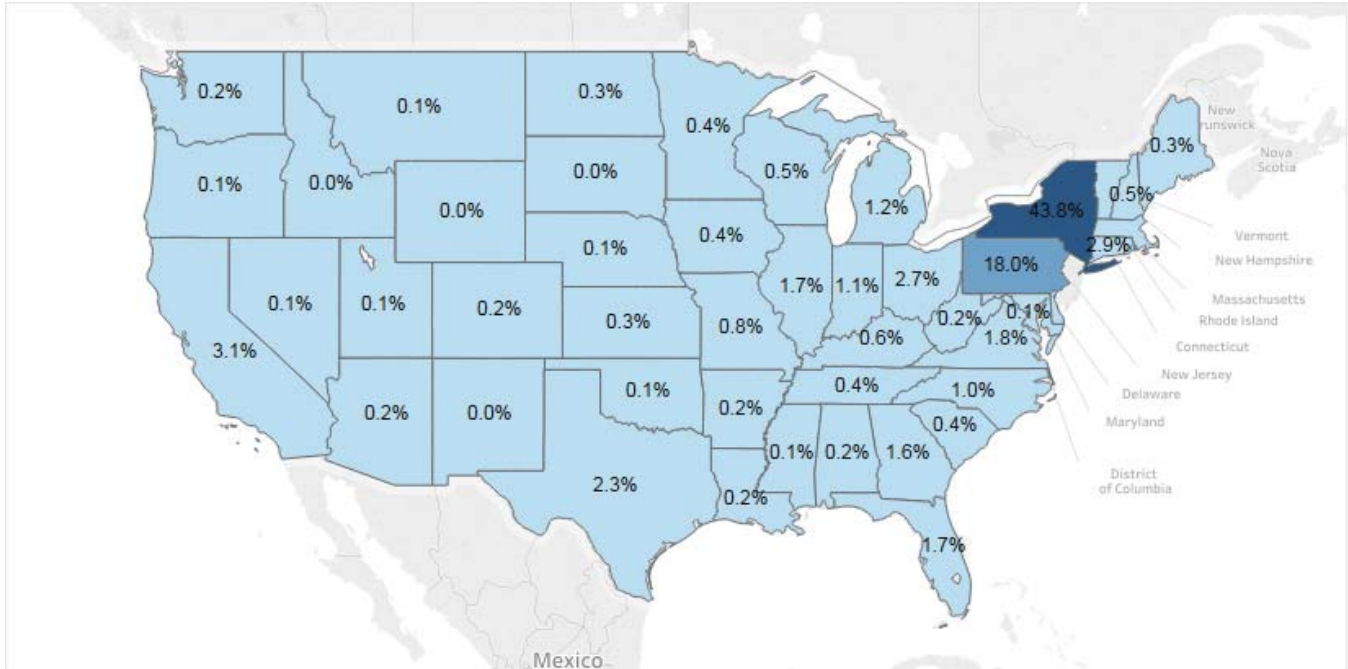 0.2%
0.1%
0.3%
0.4%
0.1%
0.0%
0.0%
0.0%
0.5%
1.2%
43.8%
0.5%
0.3%
New
runswick
Nova
Scotia
0.1%
0.4%
2.9%
18.0%
Vermont
New Hampshire
Massachusetts
Rhode Island
Connecticut
New Jersey
Delaware
Maryland
District
of Columbia
3.1%
0.1%
0.1%
0.2%
0.3%
0.8%
1.7%
1.1%
2.7%
0.2%
0.1%
1.8%
0.6%
0.2%
0.0%
0.1%
0.2%
0.4%
1.0%
0.4%
2.3%
0.2%
0.1%
0.2%
1.6%
1.7%
Mexico